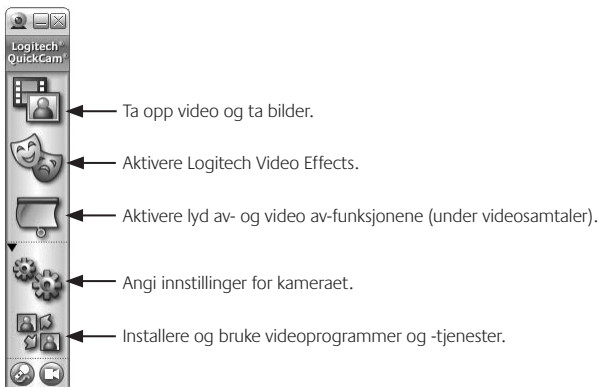 Logitech®
QuickCam®
Ta opp video og ta bilder.
Aktivere Logitech Video Effects.
Aktivere lyd av- og video av-funksjonene (under videosamtaler).
Angi innstillinger for kameraet.
Installere og bruke videoprogrammer og -tjenester.